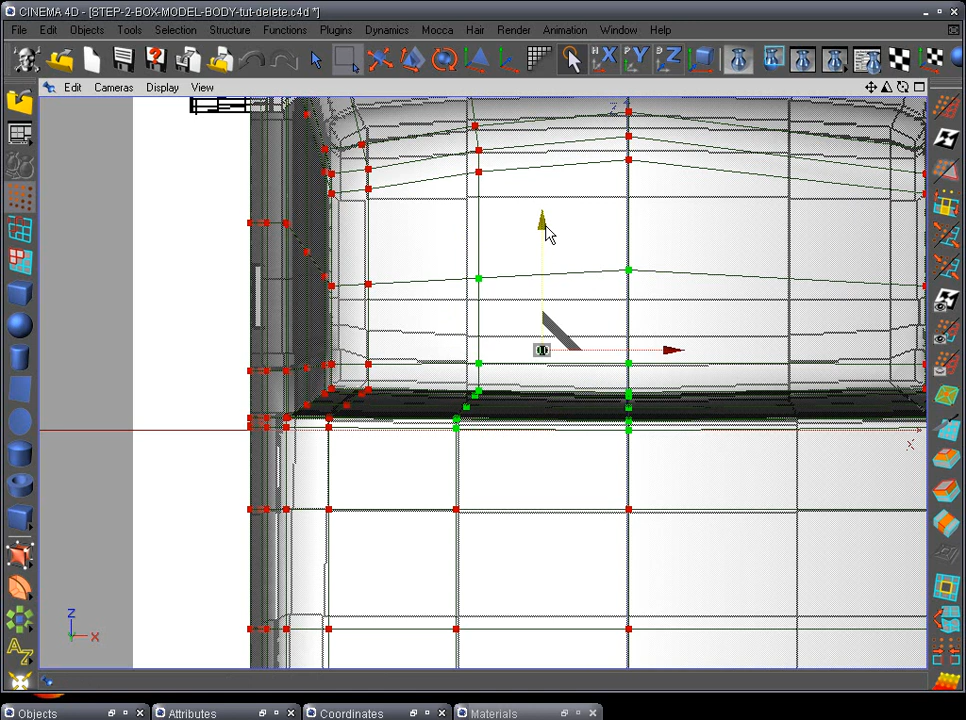 CINEMA 4D - [STEP-2-BOX-MODEL-BODY-tut-delete.c4d *]
File Edit Objects Tools Selection Structure Functions Plugins Dynamics Mocca Hair Render Animation Window Help
X Y Z
Edit Cameras Display View
Z
X
Z
X
Objects Attributes Coordinates Materials